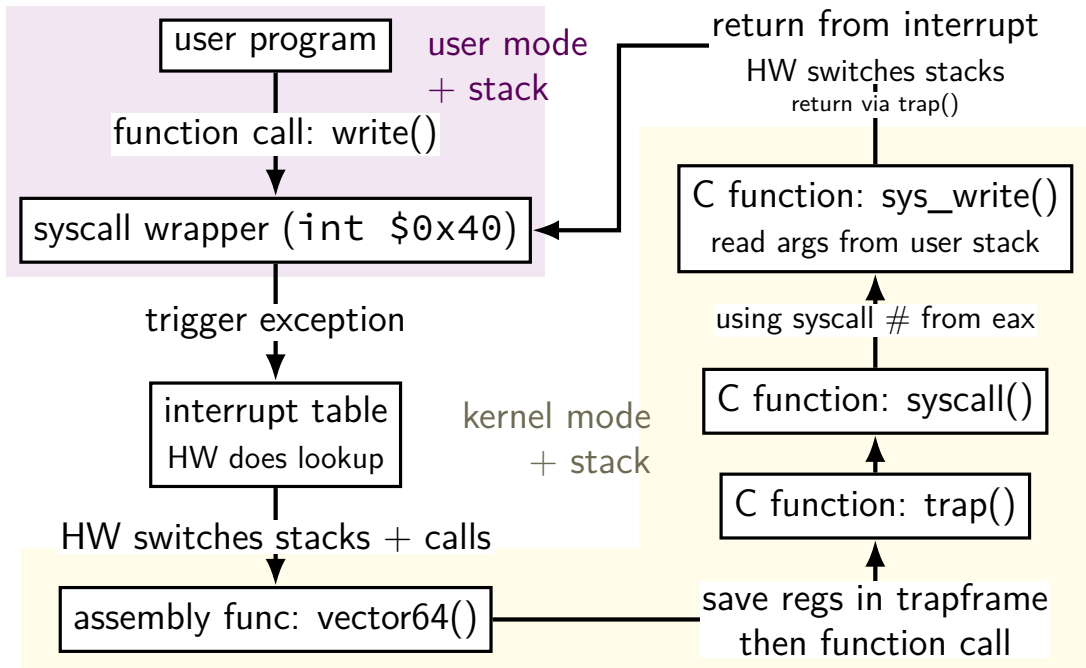 user program
user mode
+ stack
function call: write()
syscall wrapper (int $0x40)
trigger exception
interrupt table
HW does lookup
kernel mode
+ stack
HW switches stacks + calls
assembly func: vector64()
save regs in trapframe
then function call
C function: trap()
C function: syscall()
using syscall # from eax
C function: sys_write()
read args from user stack
return from interrupt
HW switches stacks
return via trap()